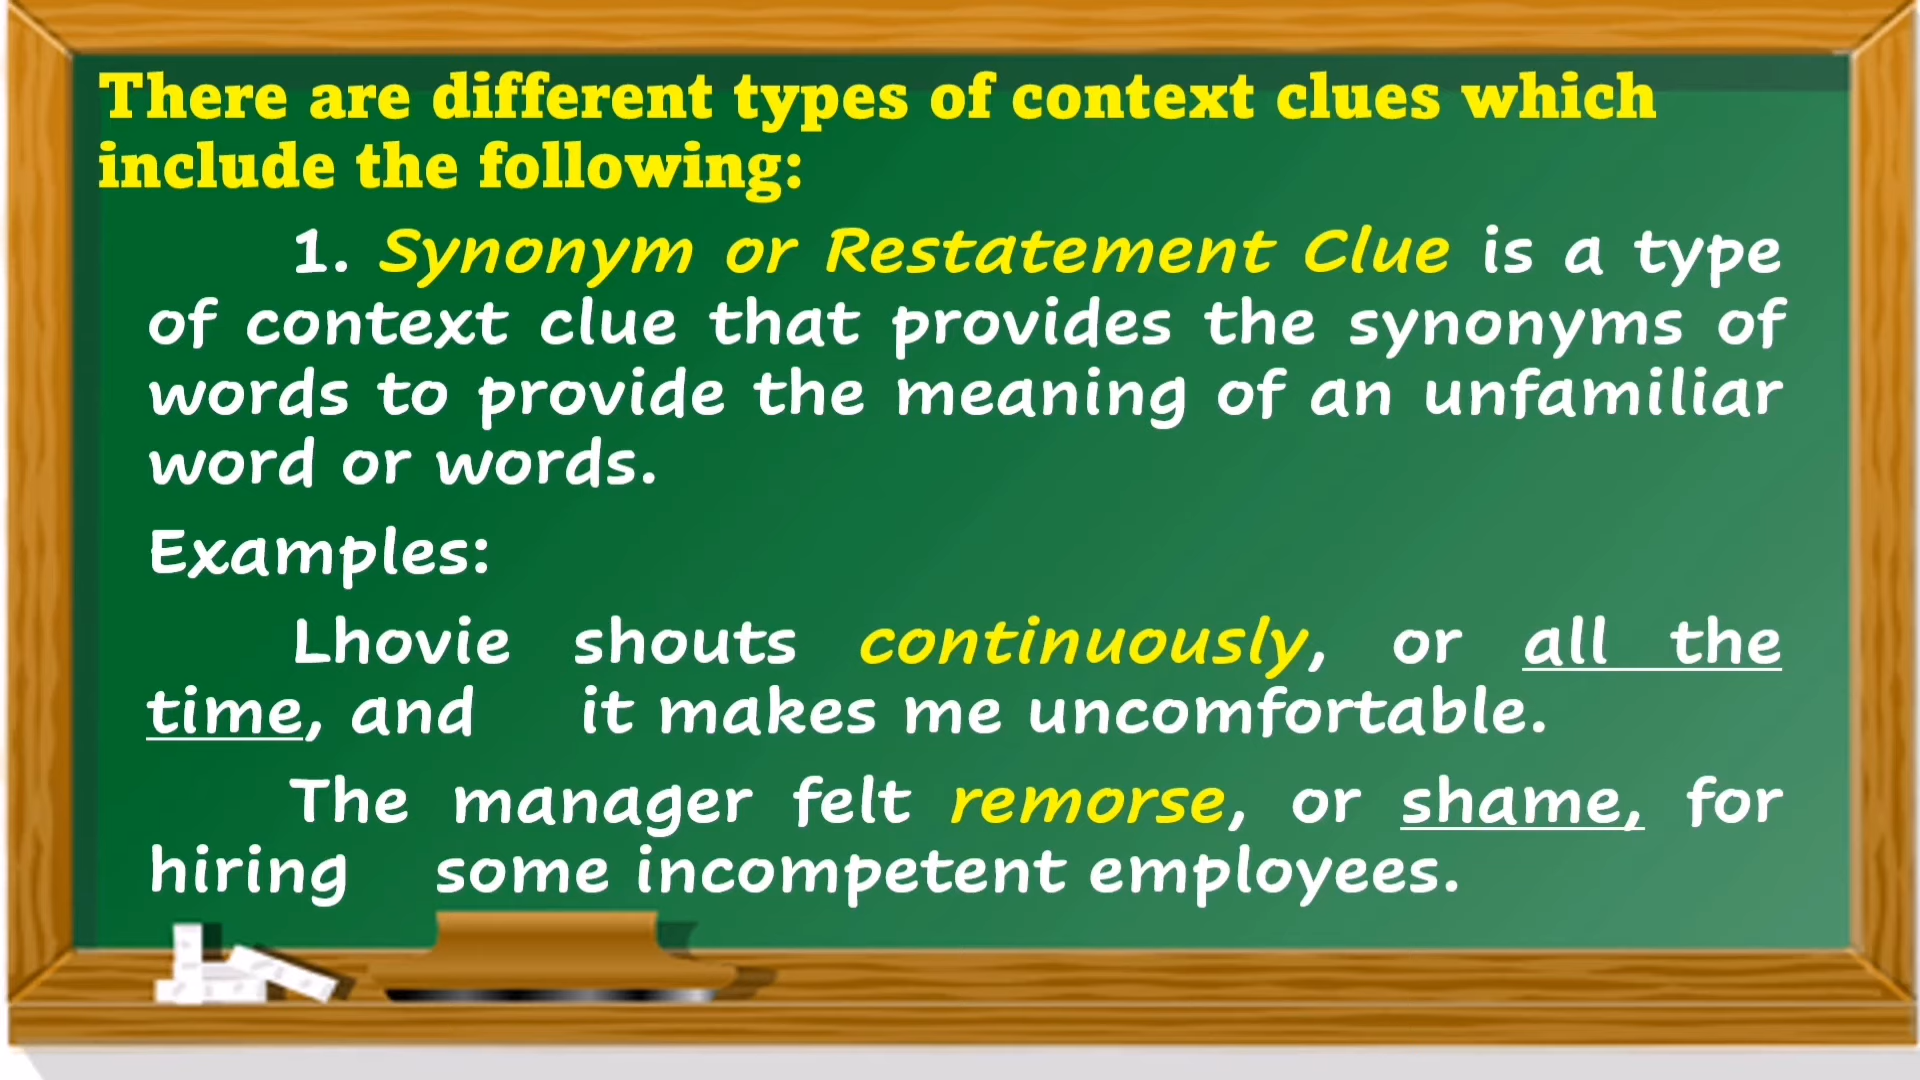 There are different types of context clues which
include the following:
1. Synonym or Restatement Clue is a type
of context clue that provides the synonyms of
words to provide the meaning of an unfamiliar
word or words.
Examples:
Lhovie shouts continuously, or all the
time, and it makes me uncomfortable.
The manager felt remorse, or shame, for
hiring some incompetent employees.